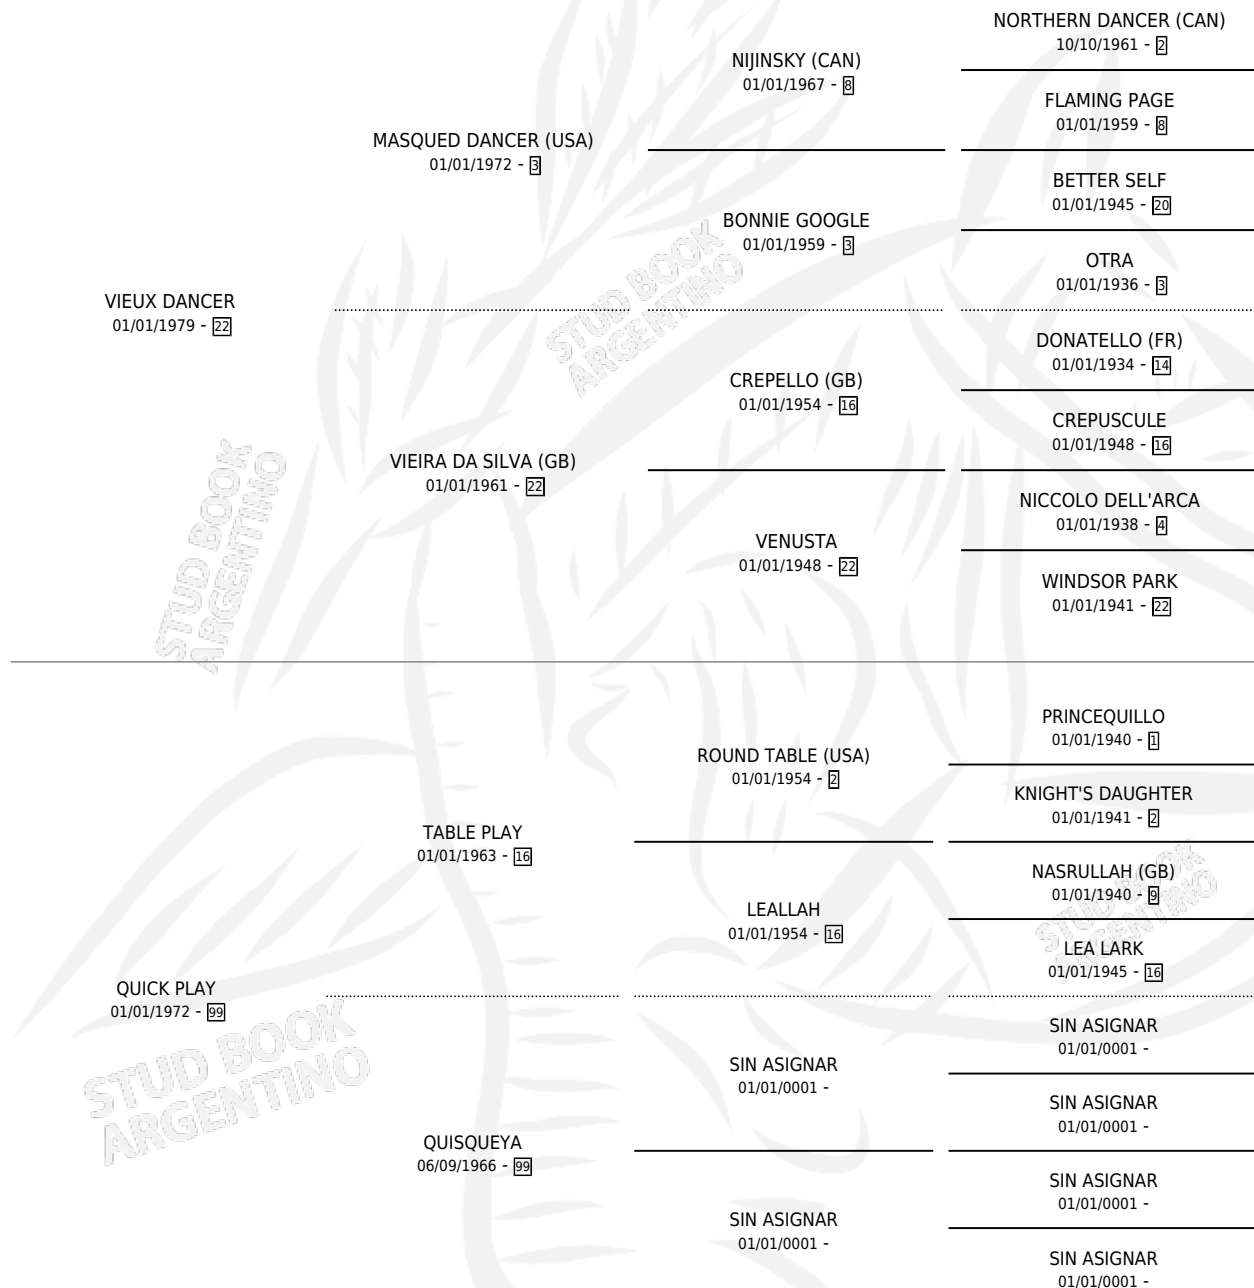 NORTHERN DANCER (CAN)
10/10/1961 - 2
NIJINSKY (CAN)
01/01/1967 - 8
FLAMING PAGE
01/01/1959 - 8
MASQUED DANCER (USA)
01/01/1972 - 3
BETTER SELF
01/01/1945 - 20
BONNIE GOOGLE
01/01/1959 - 3
OTRA
01/01/1936 - 3
VIEUX DANCER
01/01/1979 - 22
DONATELLO (FR)
01/01/1934 - 14
CREPELLO (GB)
01/01/1954 - 16
CREPUSCULE
01/01/1948 - 16
VIEIRA DA SILVA (GB)
01/01/1961 - 22
NICCOLO DELL'ARCA
01/01/1938 - 4
VENUSTA
01/01/1948 - 22
WINDSOR PARK
01/01/1941 - 22
PRINCEQUILLO
01/01/1940 - 1
ROUND TABLE (USA)
01/01/1954 - 2
KNIGHT'S DAUGHTER
01/01/1941 - 2
TABLE PLAY
01/01/1963 - 16
NASRULLAH (GB)
01/01/1940 - 9
LEALLAH
01/01/1954 - 16
LEA LARK
01/01/1945 - 16
QUICK PLAY
01/01/1972 - 99
SIN ASIGNAR
01/01/0001 -
SIN ASIGNAR
01/01/0001 -
SIN ASIGNAR
01/01/0001 -
QUISQUEYA
06/09/1966 - 99
SIN ASIGNAR
01/01/0001 -
SIN ASIGNAR
01/01/0001 -
SIN ASIGNAR
01/01/0001 -
STUD BOOK
ARGENTINO
STUD BOOK
ARGENTINO
STUD BOOK
ARGENTINO
STUD BOOK
ARGENTINO